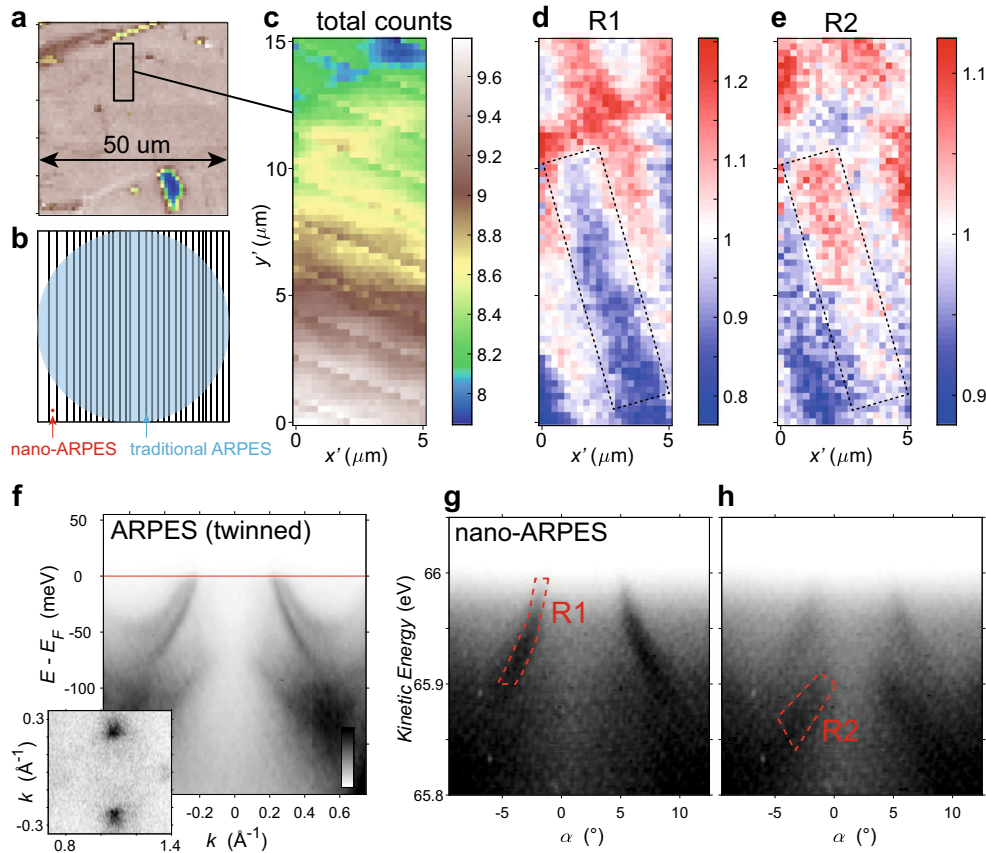 a
50 um
b
nano-ARPES
traditional ARPES
c
total counts
15
10
5
0
y' (μm)
0
5
x' (μm)
9.6
9.4
9.2
9
8.8
8.6
8.4
8.2
8
d
R1
0
5
x' (μm)
1.2
1.1
1
0.9
0.8
e
R2
0
5
x' (μm)
1.1
1
0.9
f
ARPES (twinned)
50
0
-50
-100
E - E_F (meV)
-0.4
-0.2
0
0.2
0.4
0.6
k (Å⁻¹)
0.3
-0.3
k (Å⁻¹)
0.8
1.4
g
nano-ARPES
R1
66
65.9
65.8
Kinetic Energy (eV)
-5
0
5
10
α (°)
h
R2
-5
0
5
10
α (°)